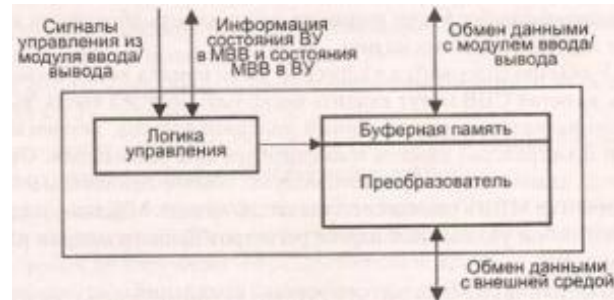 Сигналы
управления из
модуля ввода/
вывода
Информация
состояния ВУ
в МВВ и состояния
МВВ в ВУ
Обмен данными
с модулем ввода/
вывода
Логика
управления
Буферная память
Преобразователь
Обмен данными
с внешней средой